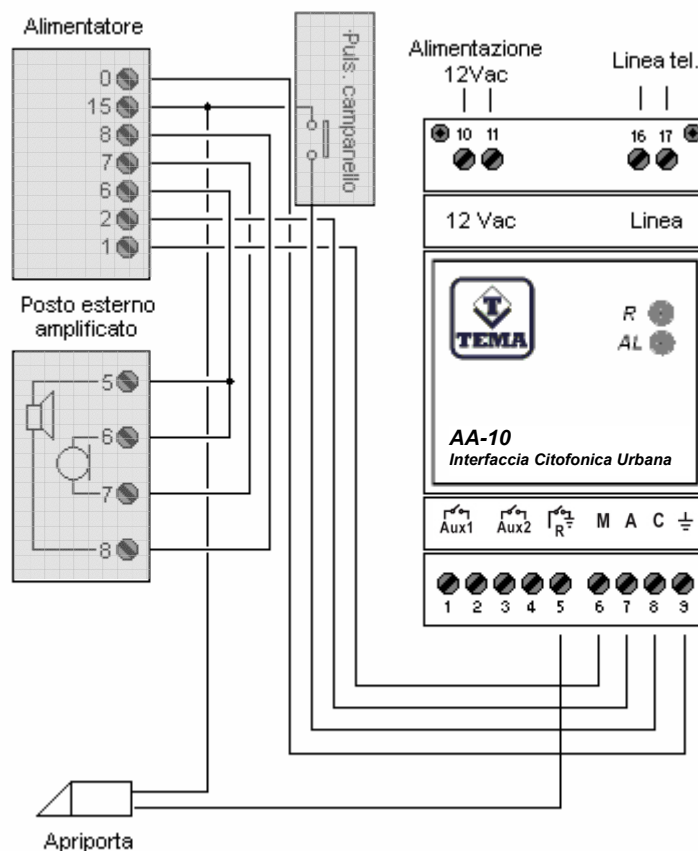 Alimentatore
0
15
8
7
6
2
1
Puls. campanello
Posto esterno
amplificato
5
6
7
8
Apriporta
Alimentazione
12Vac
Linea tel.
10 11
16 17
12 Vac
Linea
TEMA
R
AL
AA-10
Interfaccia Citofonica Urbana
Aux1 Aux2 R M A C
1 2 3 4 5 6 7 8 9